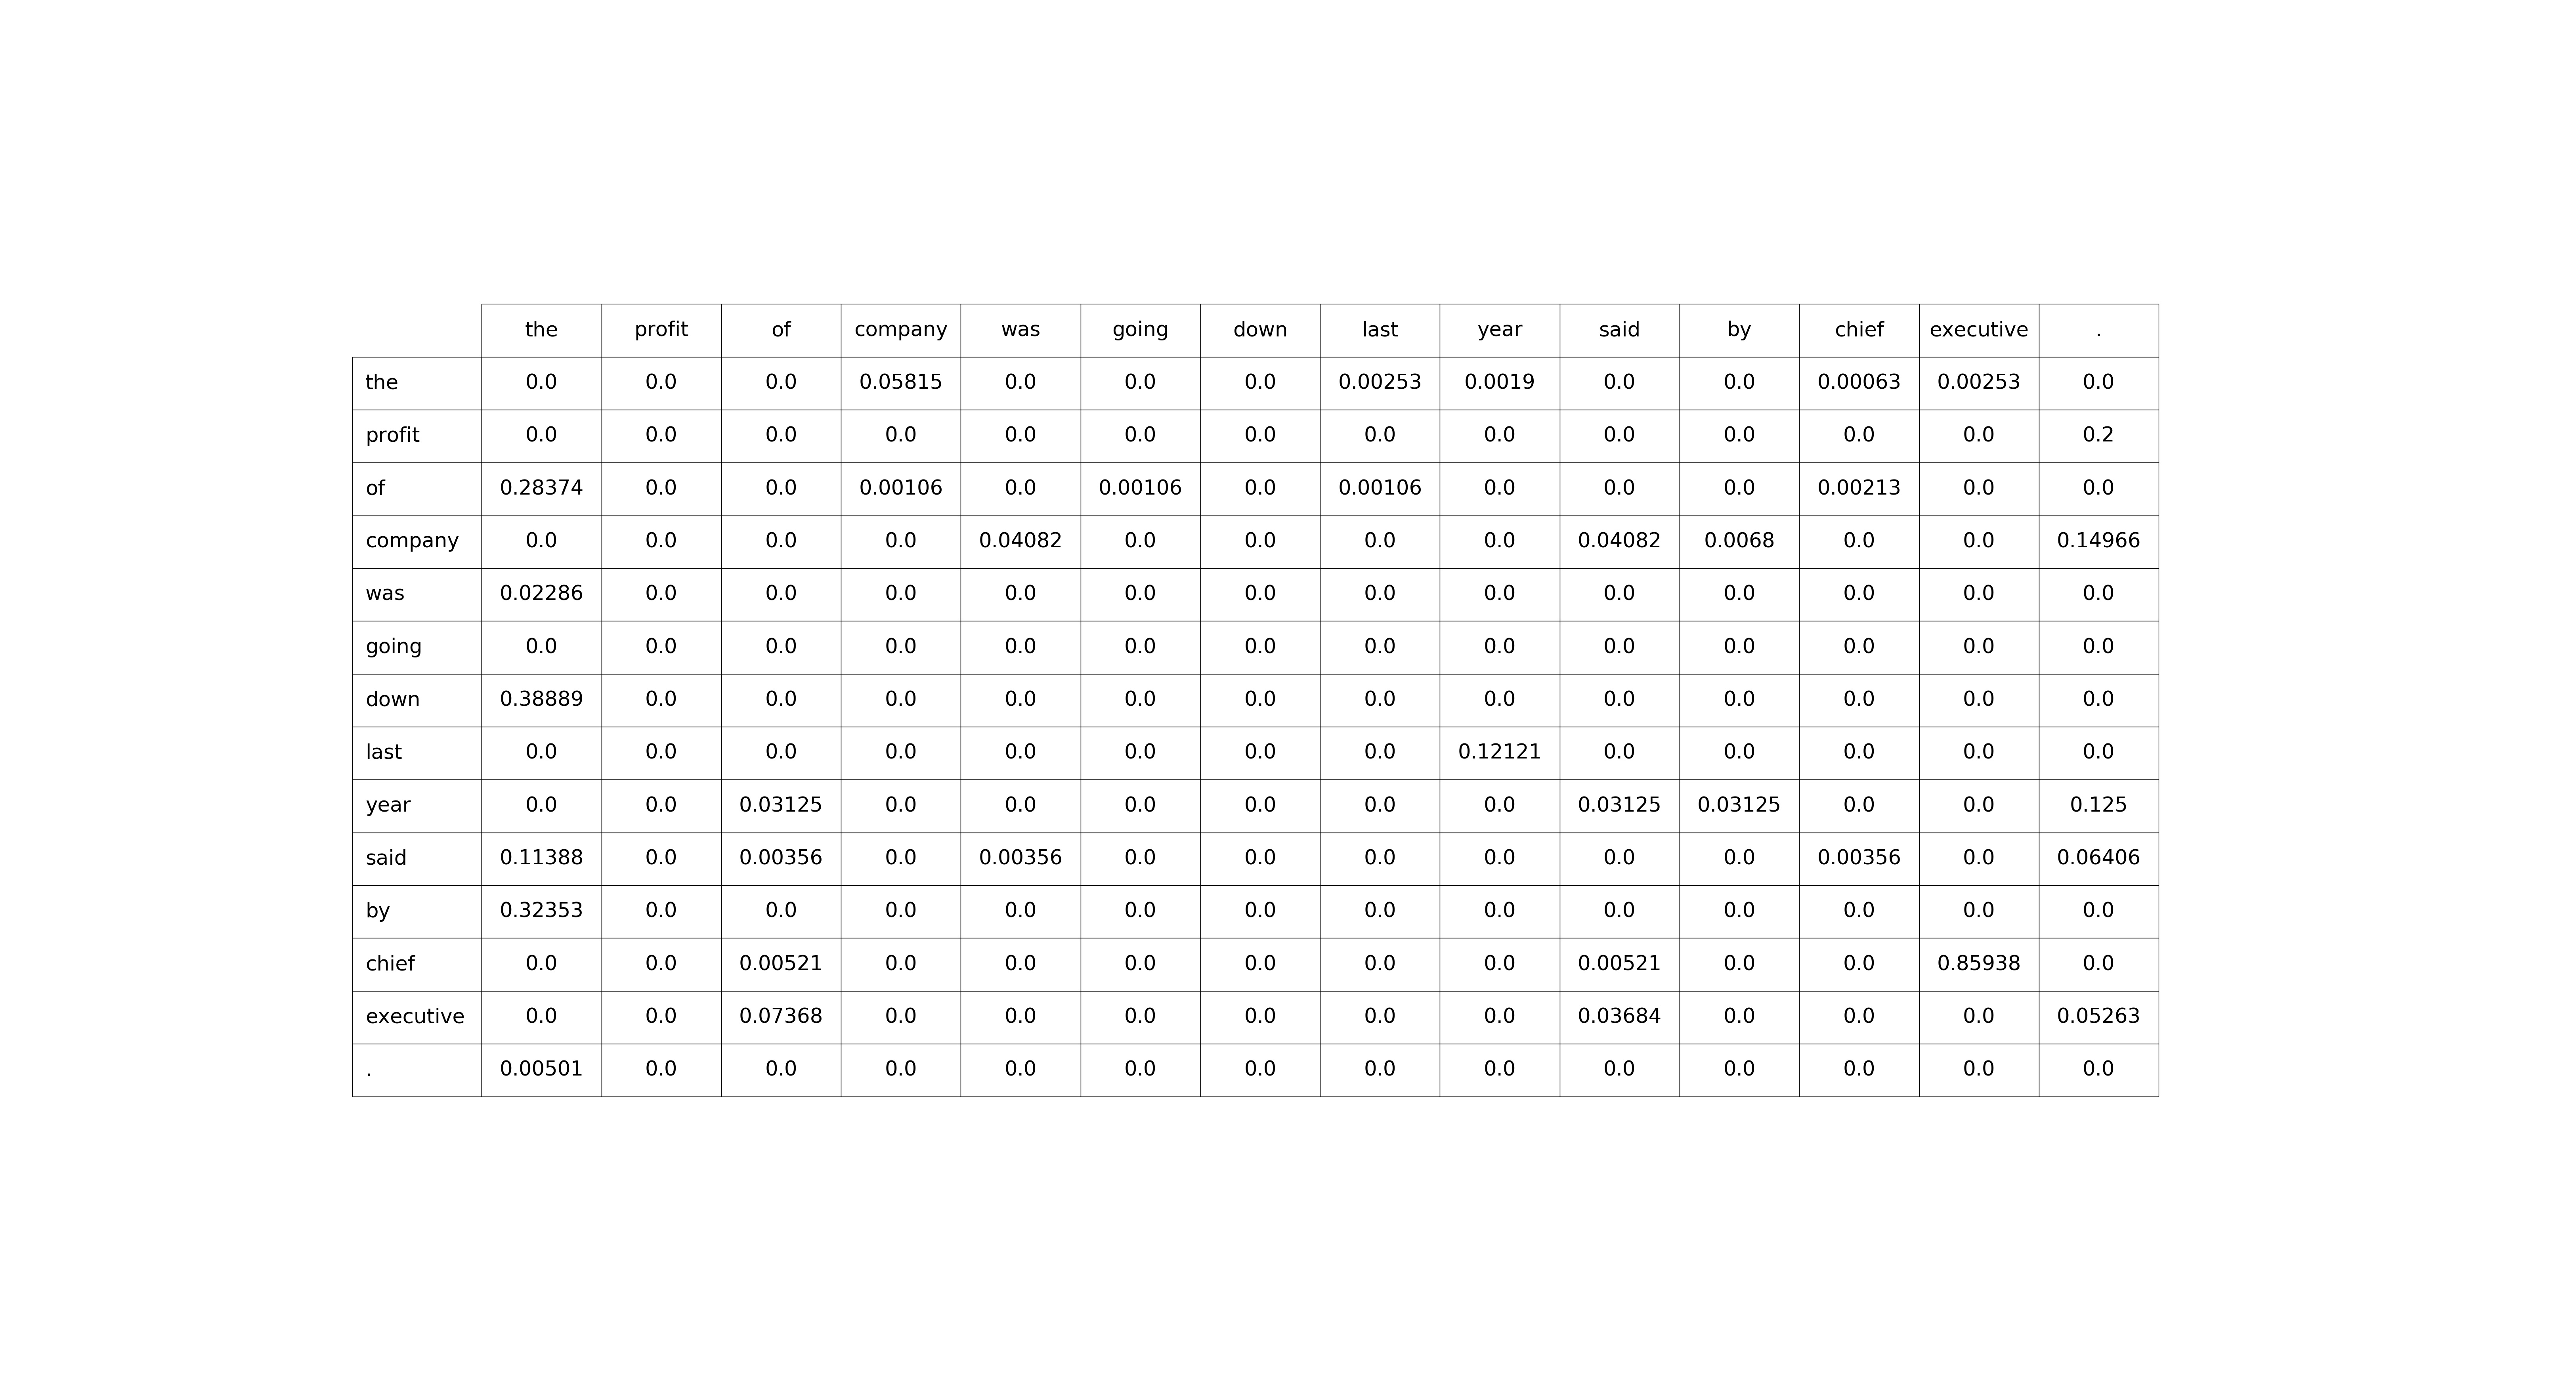 the profit of company was going down last year said by chief executive .
the 0.0 0.0 0.0 0.05815 0.0 0.0 0.0 0.00253 0.0019 0.0 0.0 0.00063 0.00253 0.0
profit 0.0 0.0 0.0 0.0 0.0 0.0 0.0 0.0 0.0 0.0 0.0 0.0 0.0 0.2
of 0.28374 0.0 0.0 0.00106 0.0 0.00106 0.0 0.00106 0.0 0.0 0.0 0.00213 0.0 0.0
company 0.0 0.0 0.0 0.0 0.04082 0.0 0.0 0.0 0.0 0.04082 0.0068 0.0 0.0 0.14966
was 0.02286 0.0 0.0 0.0 0.0 0.0 0.0 0.0 0.0 0.0 0.0 0.0 0.0 0.0
going 0.0 0.0 0.0 0.0 0.0 0.0 0.0 0.0 0.0 0.0 0.0 0.0 0.0 0.0
down 0.38889 0.0 0.0 0.0 0.0 0.0 0.0 0.0 0.0 0.0 0.0 0.0 0.0 0.0
last 0.0 0.0 0.0 0.0 0.0 0.0 0.0 0.0 0.12121 0.0 0.0 0.0 0.0 0.0
year 0.0 0.0 0.03125 0.0 0.0 0.0 0.0 0.0 0.0 0.03125 0.03125 0.0 0.0 0.125
said 0.11388 0.0 0.00356 0.0 0.00356 0.0 0.0 0.0 0.0 0.0 0.0 0.00356 0.0 0.06406
by 0.32353 0.0 0.0 0.0 0.0 0.0 0.0 0.0 0.0 0.0 0.0 0.0 0.0 0.0
chief 0.0 0.0 0.00521 0.0 0.0 0.0 0.0 0.0 0.0 0.00521 0.0 0.0 0.85938 0.0
executive 0.0 0.0 0.07368 0.0 0.0 0.0 0.0 0.0 0.0 0.03684 0.0 0.0 0.0 0.05263
. 0.00501 0.0 0.0 0.0 0.0 0.0 0.0 0.0 0.0 0.0 0.0 0.0 0.0 0.0